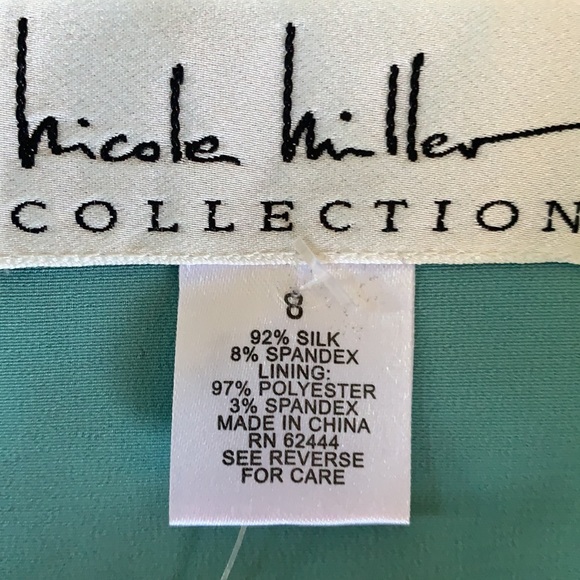 nicole miller
COLLECTION
8
92% SILK
8% SPANDEX
LINING:
97% POLYESTER
3% SPANDEX
MADE IN CHINA
RN 62444
SEE REVERSE
FOR CARE